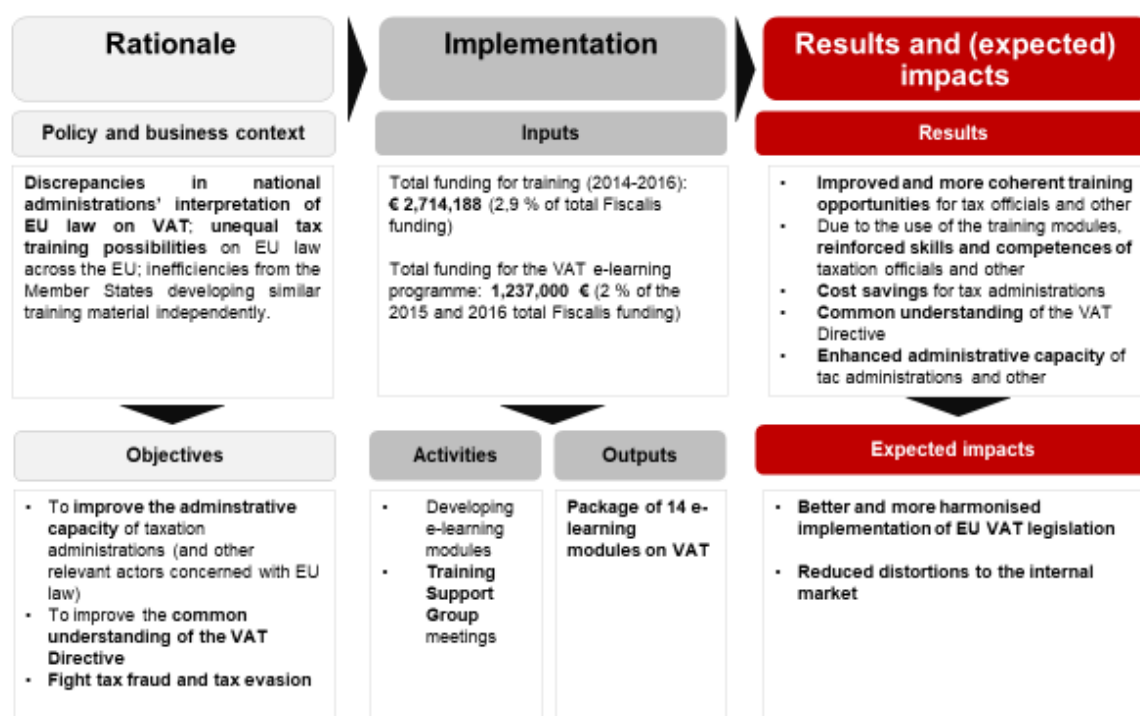 Rationale
Policy and business context
Discrepancies in national
administrations' interpretation of
EU law on VAT; unequal tax
training possibilities on EU law
across the EU; inefficiencies from the
Member States developing similar
training material independently.
Objectives
• To improve the adminstrative
capacity of taxation
administrations (and other
relevant actors concerned with EU
law)
• To improve the common
understanding of the VAT
Directive
• Fight tax fraud and tax evasion
Implementation
Inputs
Total funding for training (2014-2016):
€ 2,714,188 (2,9 % of total Fiscalis
funding)
Total funding for the VAT e-learning
programme: 1,237,000 € (2 % of the
2015 and 2016 total Fiscalis funding)
Activities
• Developing
e-learning
modules
• Training
Support
Group
meetings
Outputs
Package of 14 e-
learning
modules on VAT
Results and (expected)
impacts
Results
• Improved and more coherent training
opportunities for tax officials and other
• Due to the use of the training modules,
reinforced skills and competences of
taxation officials and other
• Cost savings for tax administrations
• Common understanding of the VAT
Directive
• Enhanced administrative capacity of
tac administrations and other
Expected impacts
• Better and more harmonised
implementation of EU VAT legislation
• Reduced distortions to the internal
market